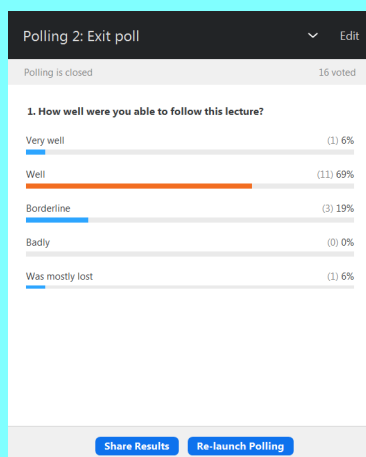 Polling 2: Exit poll Edit
Polling is closed 16 voted
1. How well were you able to follow this lecture?
Very well (1) 6%
Well (11) 69%
Borderline (3) 19%
Badly (0) 0%
Was mostly lost (1) 6%
Share Results Re-launch Polling